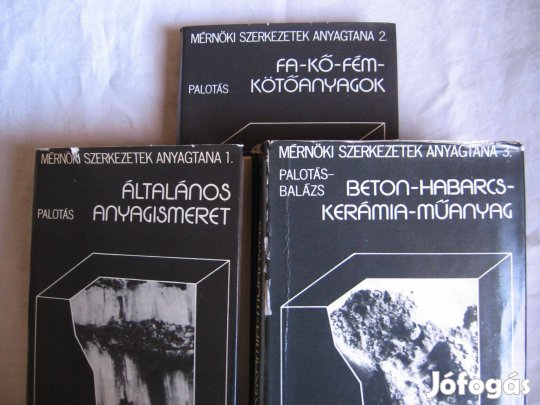 MÉRNÖKI SZERKEZETEK ANYAGTANA 2.
FA-KŐ-FÉM-
PALOTÁS KÖTŐANYAGOK
MÉRNÖKI SZERKEZETEK ANYAGTANA 1.
ÁLTALÁNOS
PALOTÁS ANYAGISMERET
MÉRNÖKI SZERKEZETEK ANYAGTANA 3.
PALOTÁS-
BALÁZS BETON-HABARCS-
KERÁMIA-MŰANYAG
Jófogás